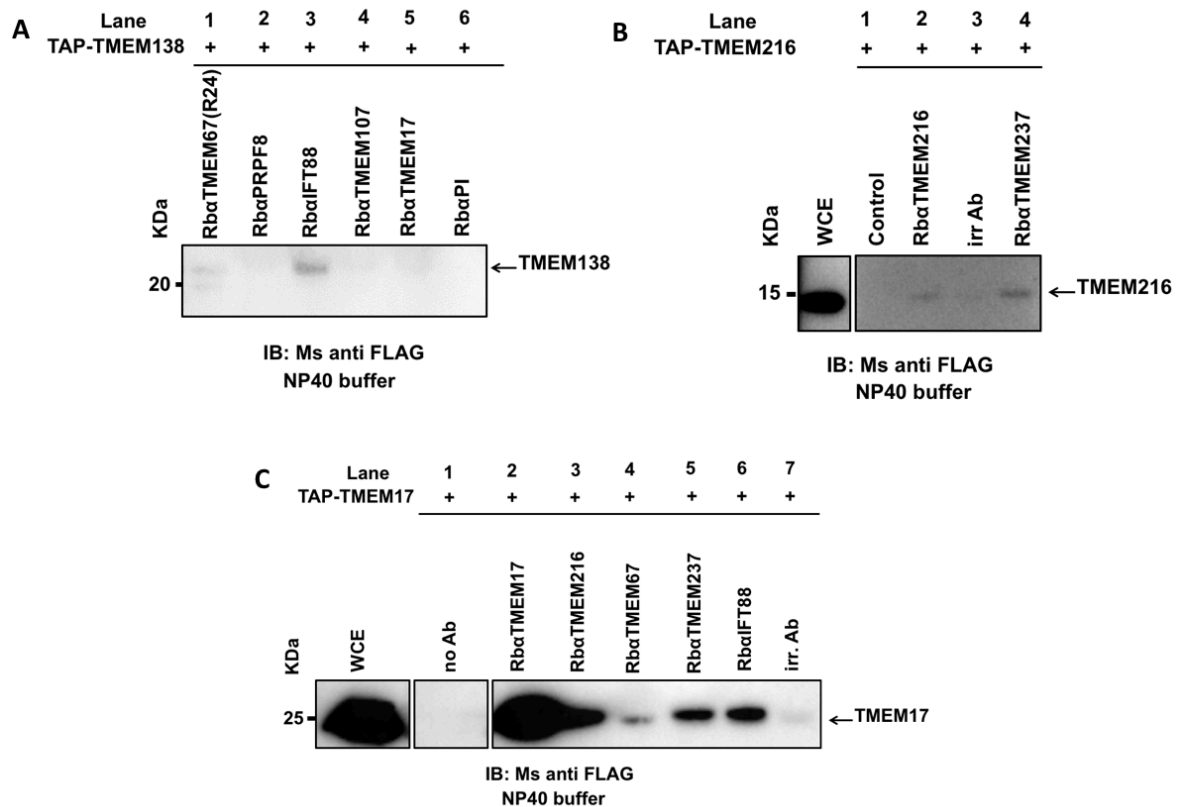 A
Lane 1 2 3 4 5 6
TAP-TMEM138 + + + + + +
KDa
RbαTMEM67(R24)
RbαPRPF8
RbαIFT88
RbαTMEM107
RbαTMEM17
RbαPI
20
←TMEM138
IB: Ms anti FLAG
NP40 buffer
B
Lane 1 2 3 4
TAP-TMEM216 + + + +
KDa
WCE
Control
RbαTMEM216
irr Ab
RbαTMEM237
15
←TMEM216
IB: Ms anti FLAG
NP40 buffer
C
Lane 1 2 3 4 5 6 7
TAP-TMEM17 + + + + + + +
KDa
WCE
no Ab
RbαTMEM17
RbαTMEM216
RbαTMEM67
RbαTMEM237
RbαIFT88
irr. Ab
25
←TMEM17
IB: Ms anti FLAG
NP40 buffer